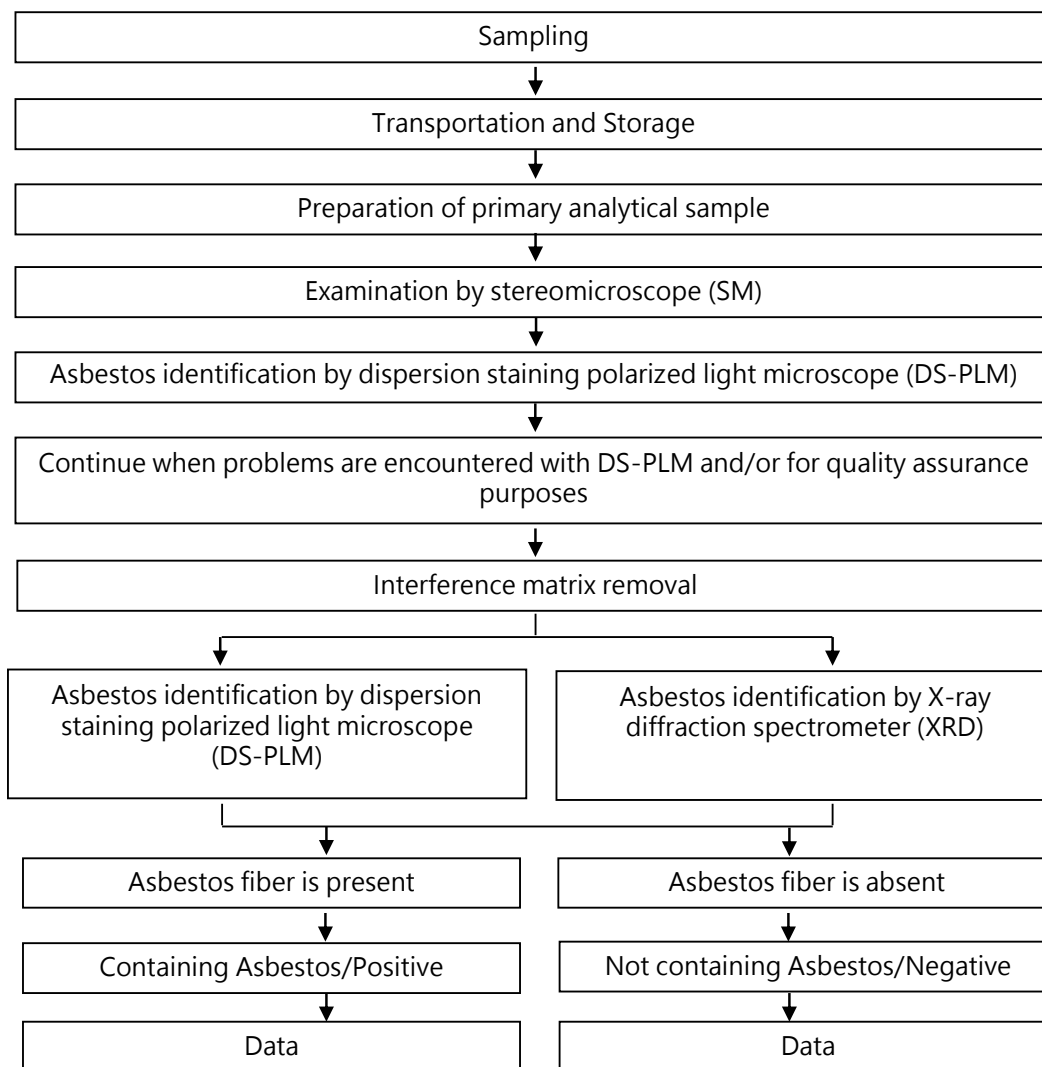 Sampling
Transportation and Storage
Preparation of primary analytical sample
Examination by stereomicroscope (SM)
Asbestos identification by dispersion staining polarized light microscope (DS-PLM)
Continue when problems are encountered with DS-PLM and/or for quality assurance
purposes
Interference matrix removal
Asbestos identification by dispersion
staining polarized light microscope
(DS-PLM)
Asbestos identification by X-ray
diffraction spectrometer (XRD)
Asbestos fiber is present
Asbestos fiber is absent
Containing Asbestos/Positive
Not containing Asbestos/Negative
Data
Data